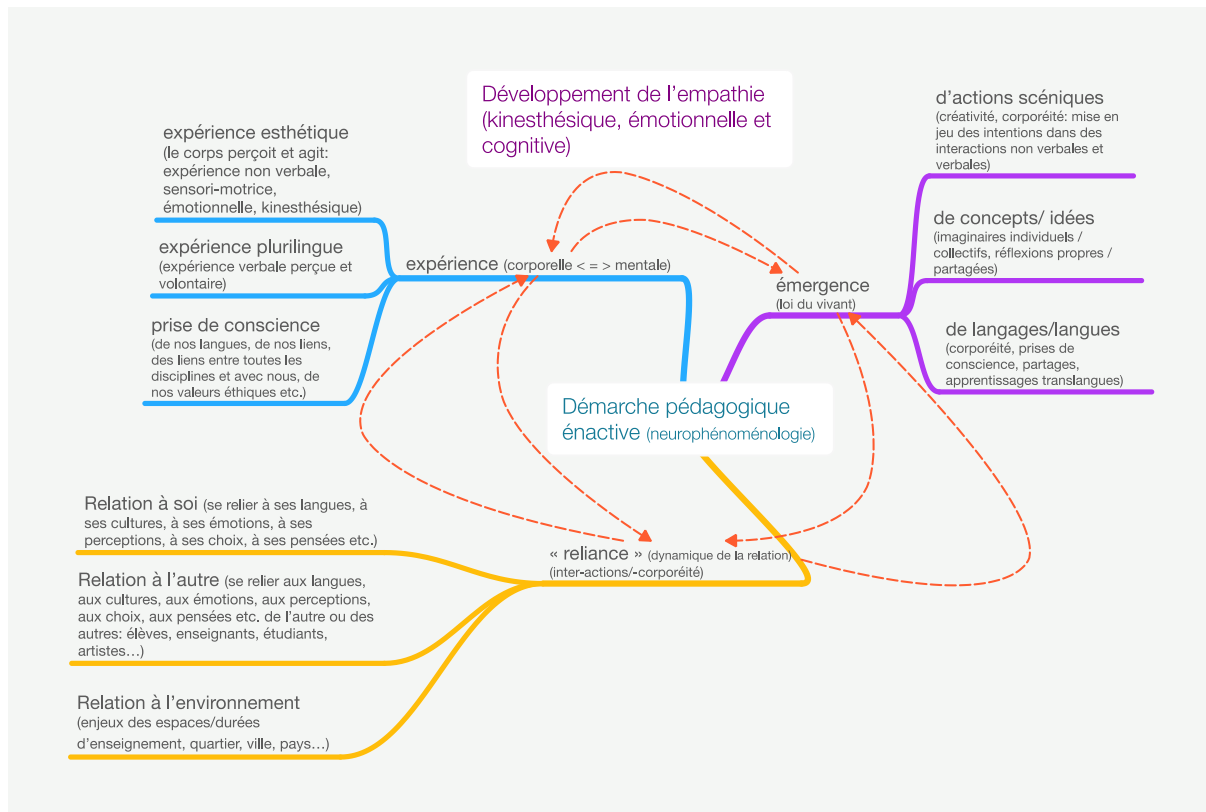 Développement de l'empathie
(kinesthésique, émotionnelle et
cognitive)
expérience esthétique
(le corps perçoit et agit:
expérience non verbale,
sensori-motrice,
émotionnelle, kinesthésique)
expérience plurilingue
(expérience verbale perçue et
volontaire)
prise de conscience
(de nos langues, de nos liens,
des liens entre toutes les
disciplines et avec nous, de
nos valeurs éthiques etc.)
expérience (corporelle < = > mentale)
émergence
(loi du vivant)
d'actions scéniques
(créativité, corporéité: mise en
jeu des intentions dans des
interactions non verbales et
verbales)
de concepts/ idées
(imaginaires individuels /
collectifs, réflexions propres /
partagées)
de langages/langues
(corporéité, prises de
conscience, partages,
apprentissages translangues)
Démarche pédagogique
énactive (neurophénoménologie)
Relation à soi (se relier à ses langues, à
ses cultures, à ses émotions, à ses
perceptions, à ses choix, à ses pensées etc.)
Relation à l'autre (se relier aux langues,
aux cultures, aux émotions, aux perceptions,
aux choix, aux pensées etc. de l'autre ou des
autres: élèves, enseignants, étudiants,
artistes…)
Relation à l'environnement
(enjeux des espaces/durées
d'enseignement, quartier, ville, pays…)
« reliance » (dynamique de la relation)
(inter-actions/-corporéité)